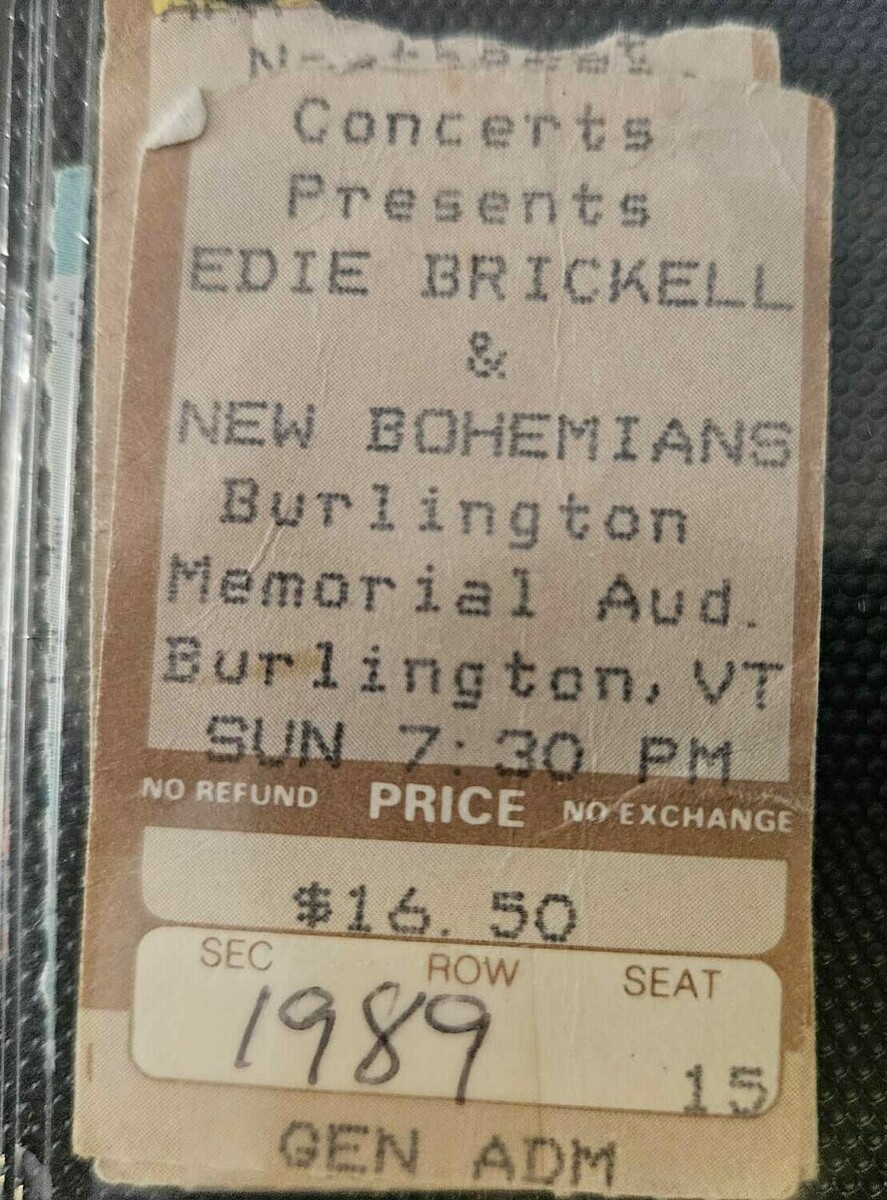 Concerts
Presents
EDIE BRICKELL
&
NEW BOHEMIANS
Burlington
Memorial Aud.
Burlington, VT
SUN 7:30 PM
NO REFUND PRICE NO EXCHANGE
$16.50
SEC ROW SEAT
1989
15
GEN ADM